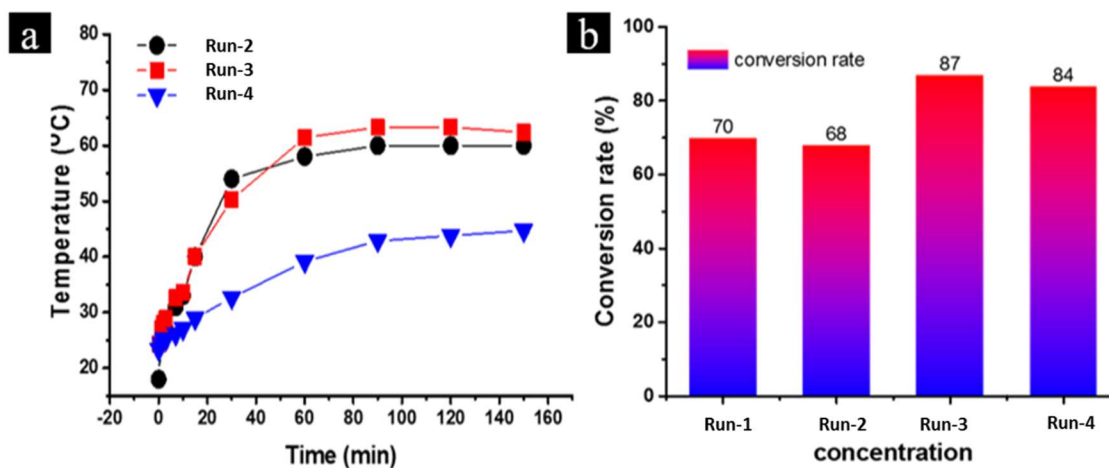 a
Run-2
Run-3
Run-4
80
70
60
50
40
30
20
Temperature (ºC)
-20 0 20 40 60 80 100 120 140 160
Time (min)
b
conversion rate
100
80
60
40
20
0
Conversion rate (%)
70
68
87
84
Run-1 Run-2 Run-3 Run-4
concentration